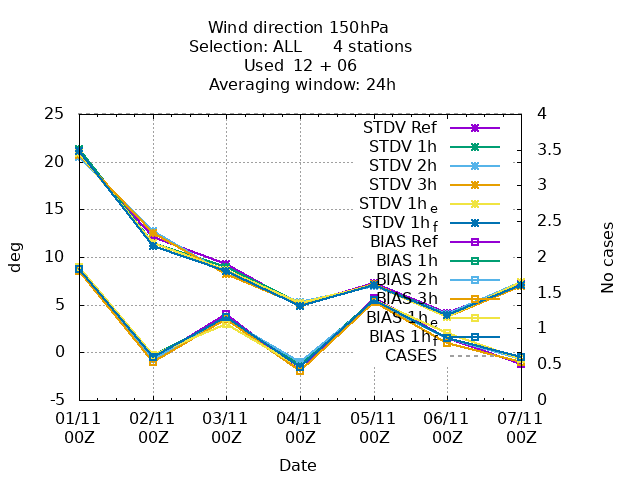 Wind direction 150hPa
Selection: ALL 4 stations
Used 12 + 06
Averaging window: 24h
25
20
15
10
5
0
-5
deg
4
3.5
3
2.5
2
1.5
1
0.5
0
No cases
STDV Ref
STDV 1h
STDV 2h
STDV 3h
STDV 1h e
STDV 1h f
BIAS Ref
BIAS 1h
BIAS 2h
BIAS 3h
BIAS 1h e
BIAS 1h f
CASES
01/11 02/11 03/11 04/11 05/11 06/11 07/11
00Z 00Z 00Z 00Z 00Z 00Z 00Z
Date